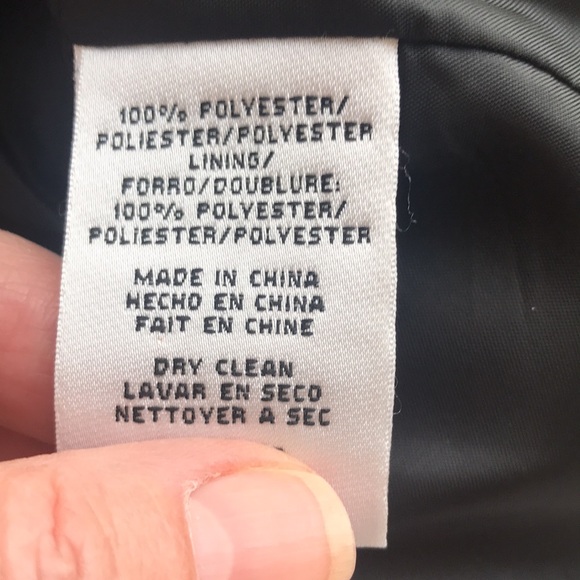 100% POLYESTER/
POLIESTER/POLYESTER
LINING/
FORRO/DOUBLURE:
100% POLYESTER/
POLIESTER/POLYESTER
MADE IN CHINA
HECHO EN CHINA
FAIT EN CHINE
DRY CLEAN
LAVAR EN SECO
NETTOYER A SEC